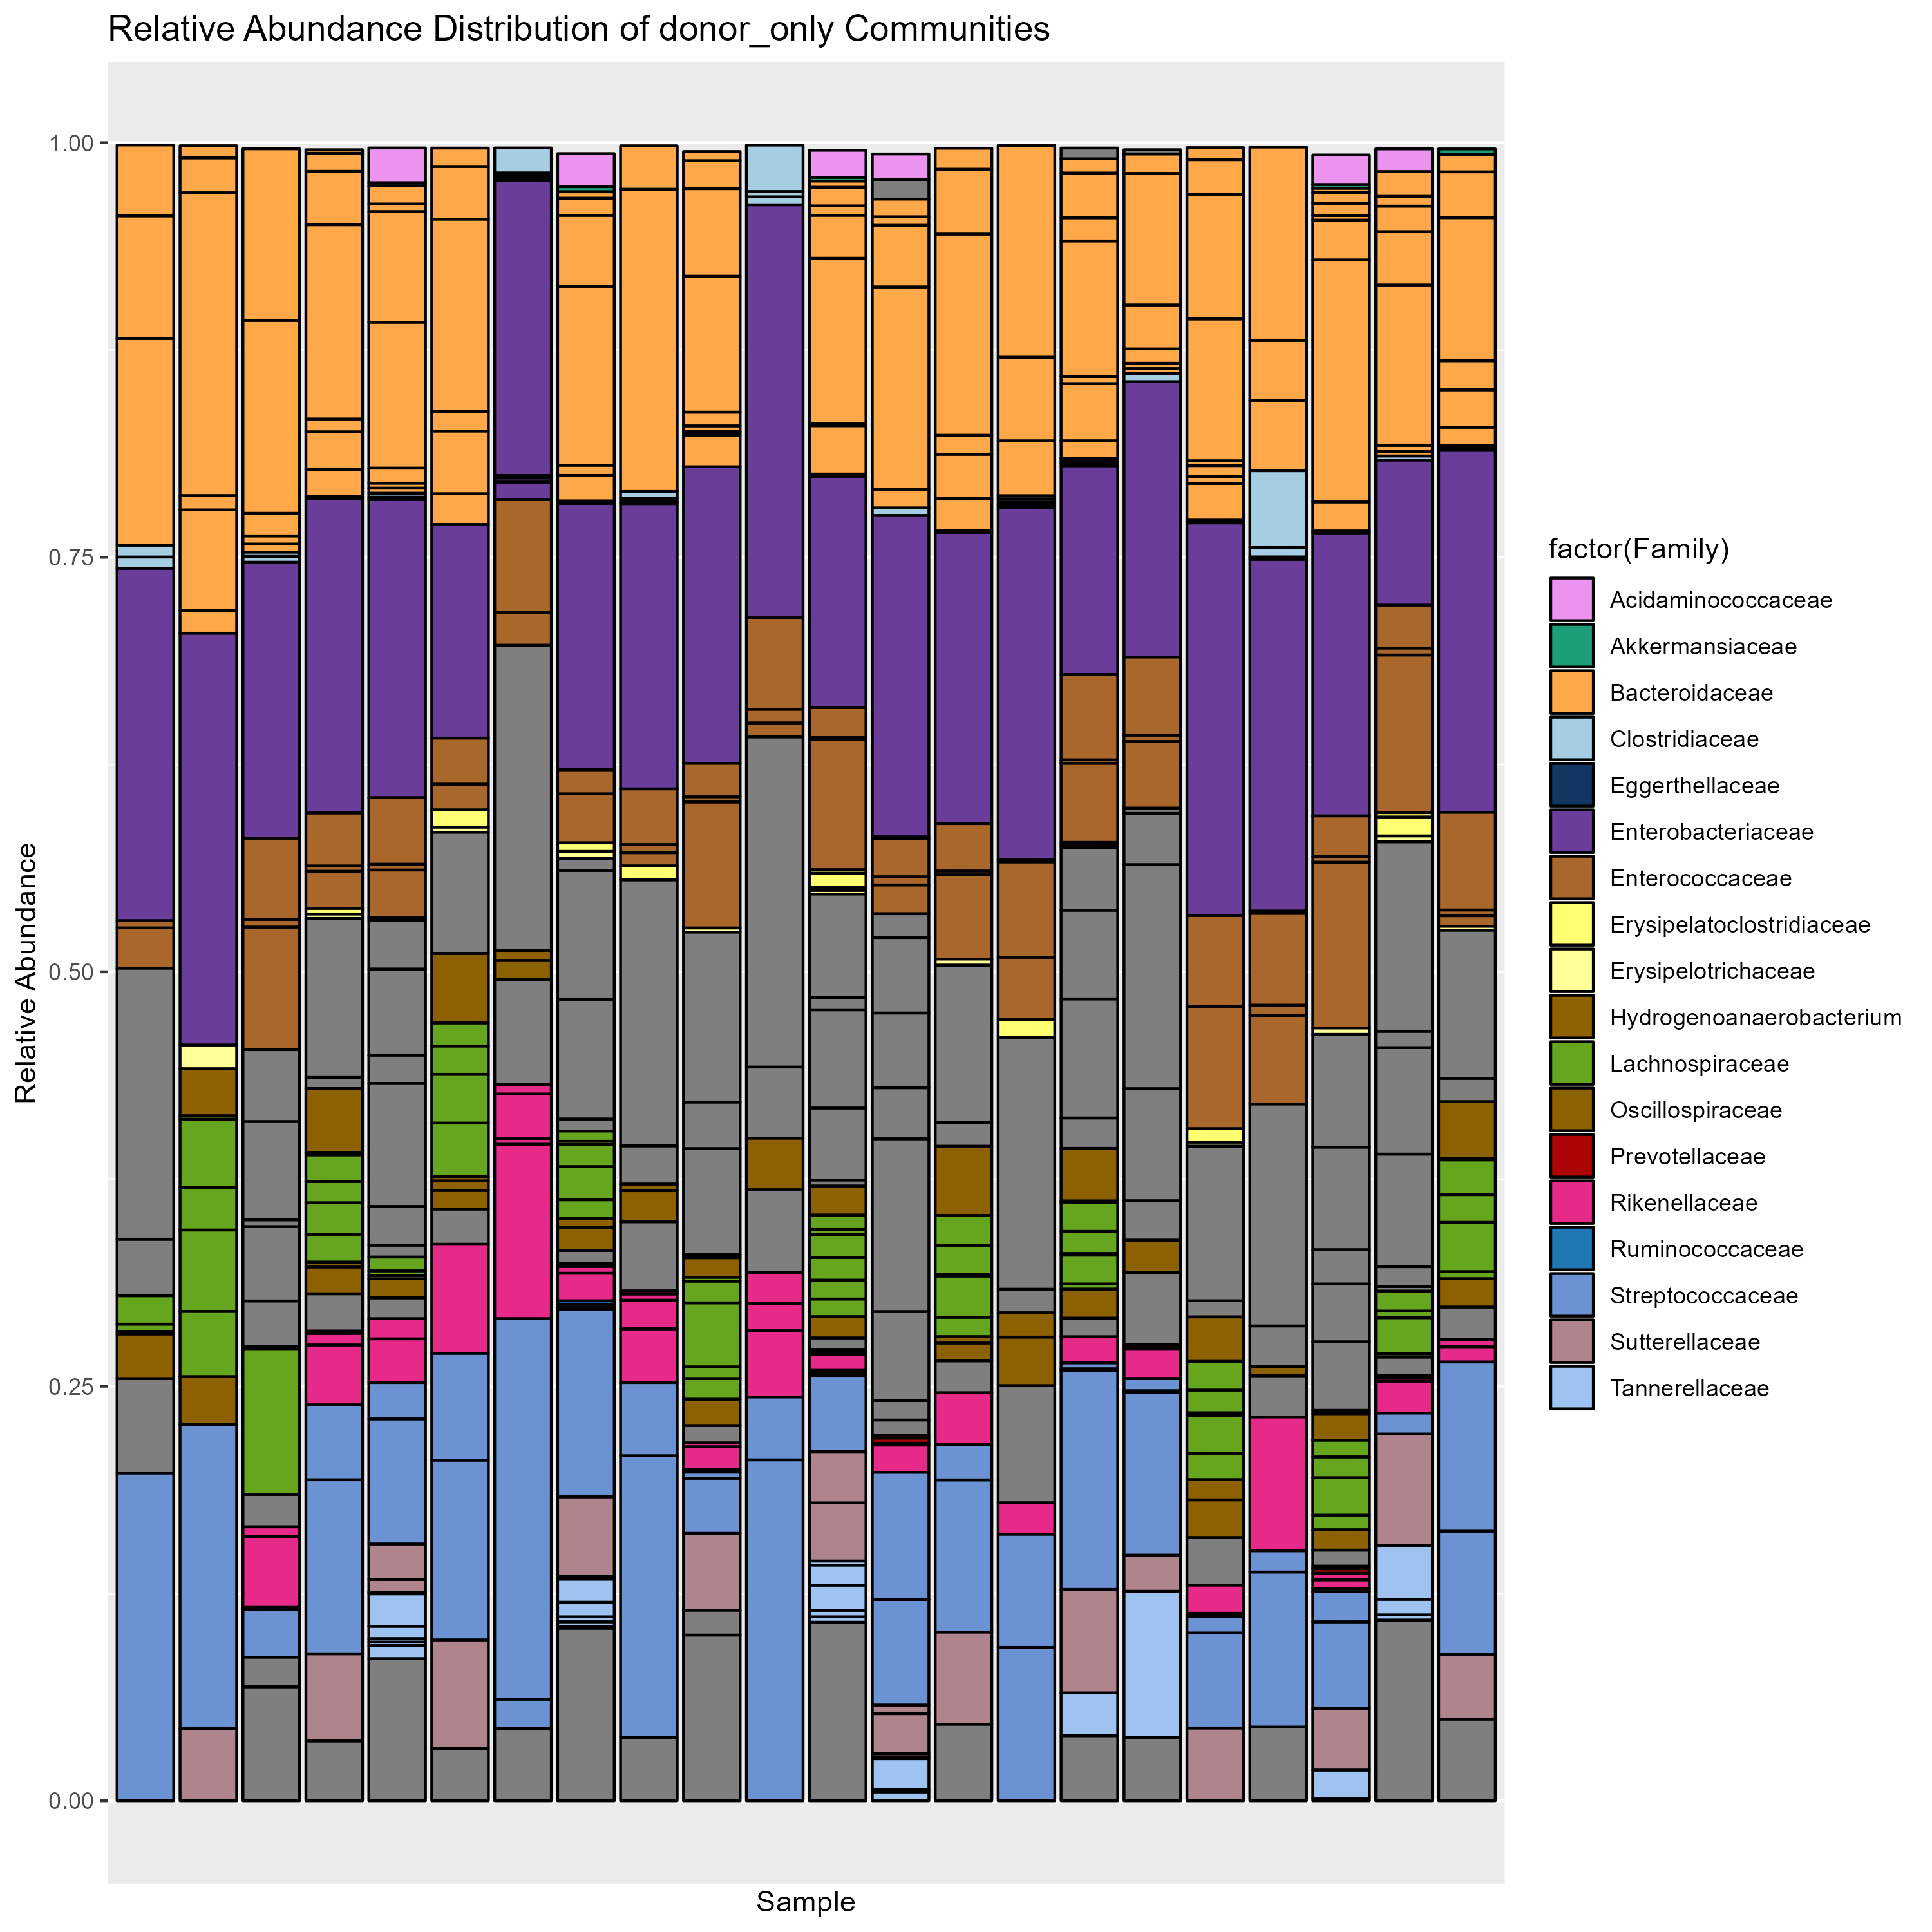 Relative Abundance Distribution of donor_only Communities
1.00
0.75
0.50
0.25
0.00
Relative Abundance
Sample
factor(Family)
Acidaminococcaceae
Akkermansiaceae
Bacteroidaceae
Clostridiaceae
Eggerthellaceae
Enterobacteriaceae
Enterococcaceae
Erysipelatoclostridiaceae
Erysipelotrichaceae
Hydrogenoanaerobacterium
Lachnospiraceae
Oscillospiraceae
Prevotellaceae
Rikenellaceae
Ruminococcaceae
Streptococcaceae
Sutterellaceae
Tannerellaceae